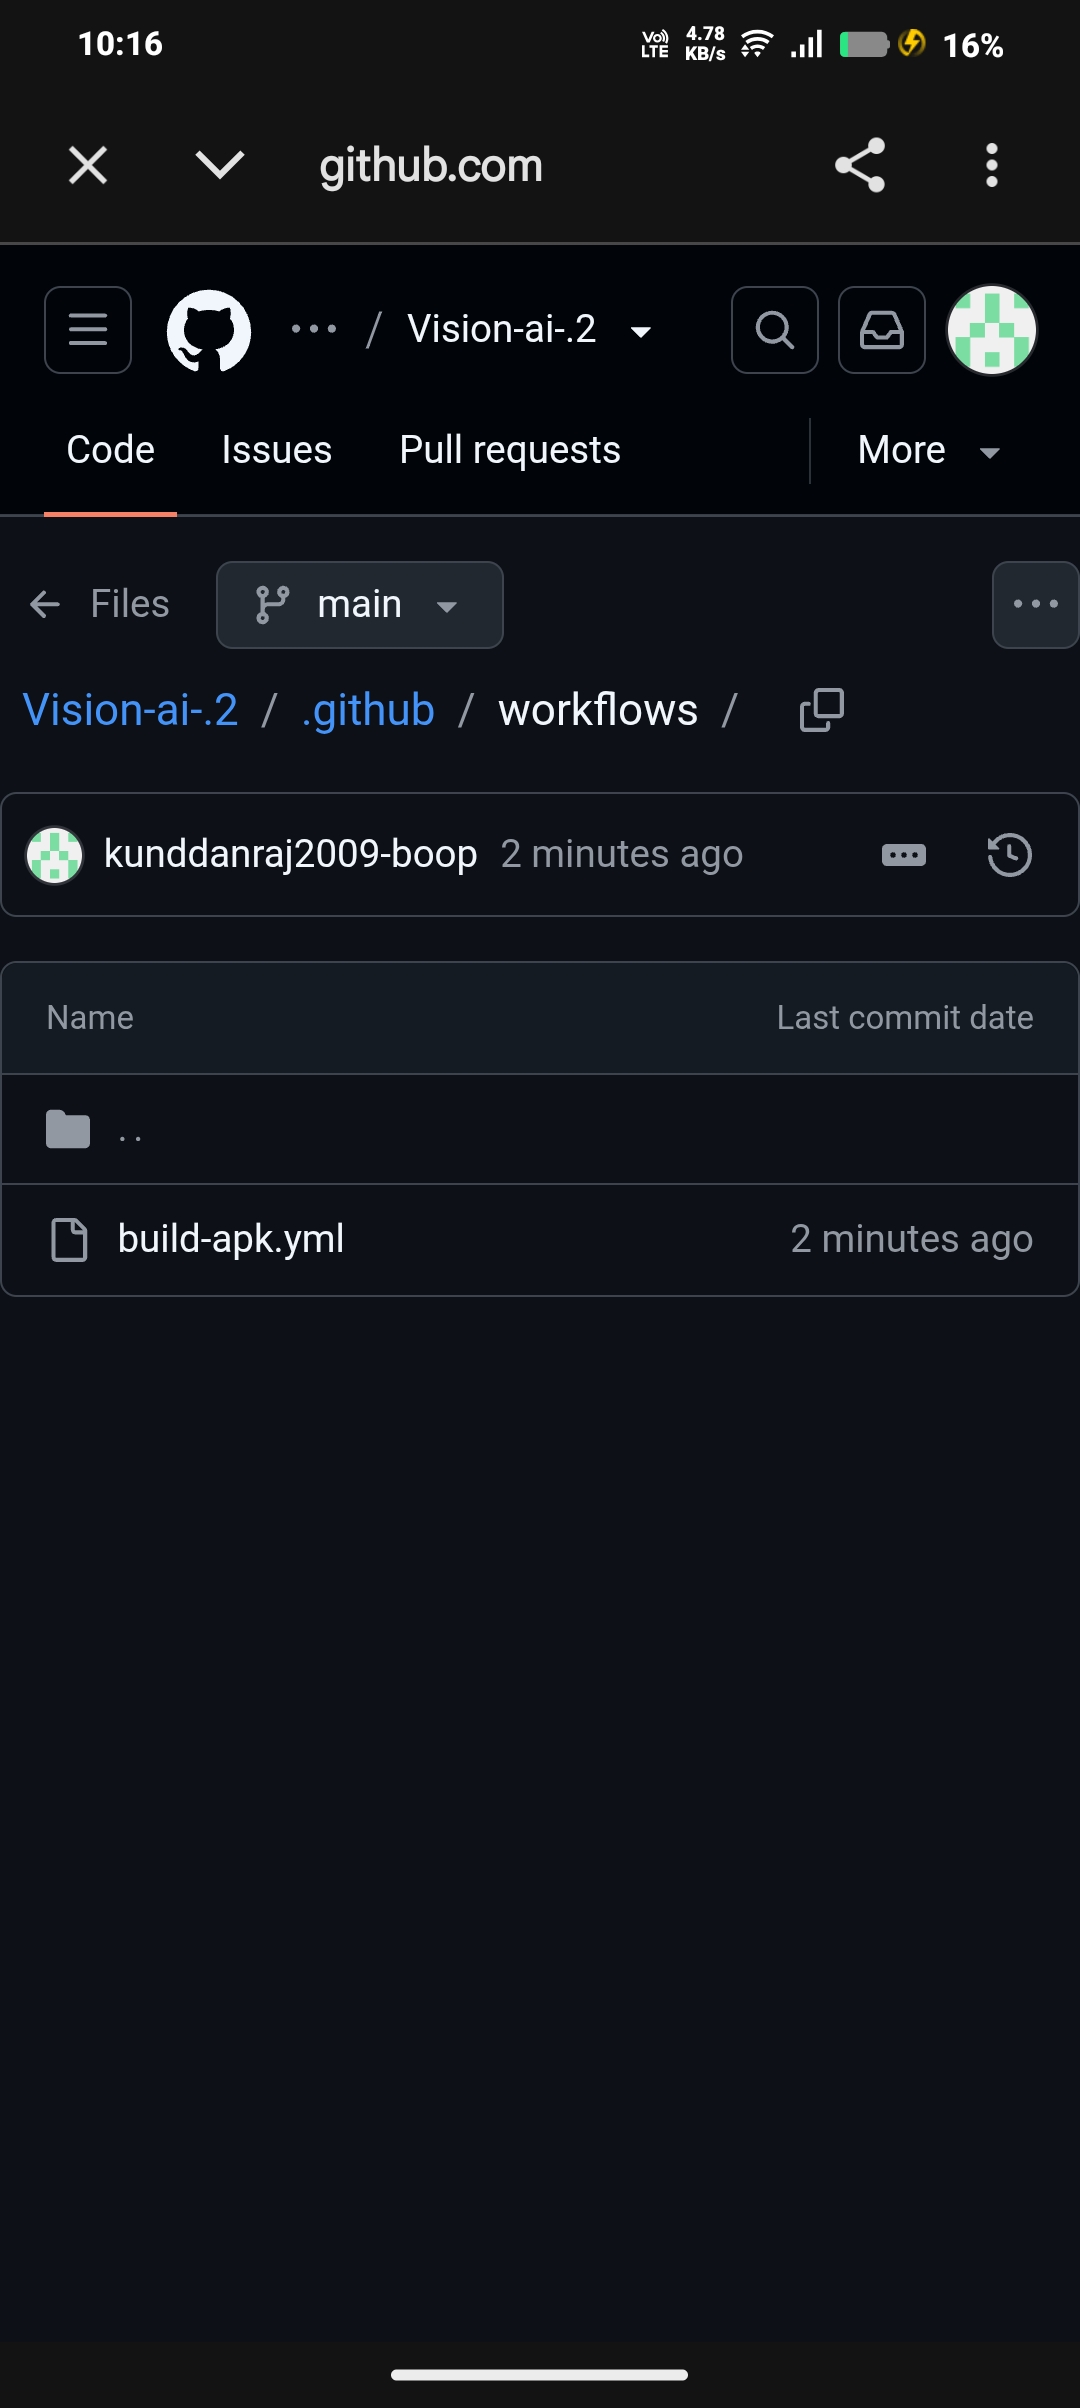 10:16 Vo) LTE 4.78 KB/s 16%
github.com
/ Vision-ai-.2
Code Issues Pull requests More
Files main
Vision-ai-.2 / .github / workflows /
kunddanraj2009-boop 2 minutes ago
Name Last commit date
..
build-apk.yml 2 minutes ago